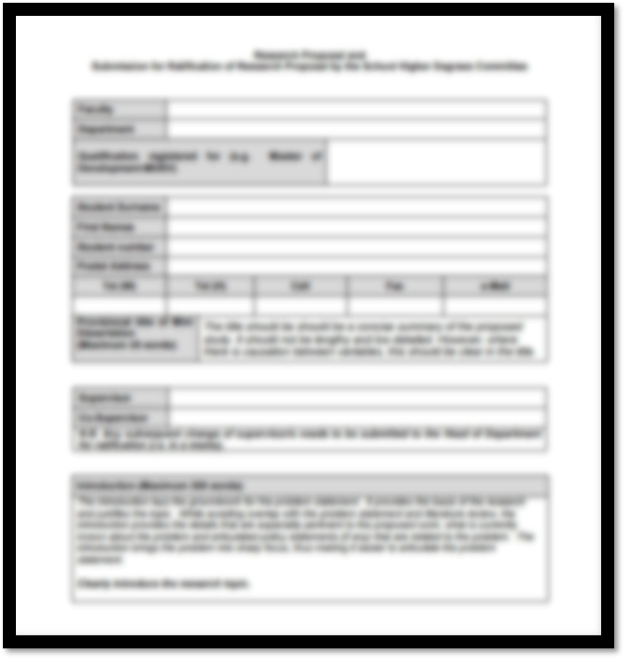 Research Proposal and
Submission for Ratification of Research Proposal by the School Higher Degrees Committee
Faculty
Department
Qualification registered for (e.g. Master of
Development
Student Surname
First Names
Student number
Postal Address
Tel (W) Tel (H) Cell Fax e-Mail
Provisional title of Mini
Dissertation
(Maximum words)
The title should be should be a concise summary of the proposed
study. It should not be lengthy and too detailed. However, where
there is causation between variables, this should be clear in the title.
Supervisor
Co-Supervisor
N.B. Any subsequent change of supervisor/s needs to be submitted to the Head of Department
for ratification
Introduction (Maximum words)
The introduction lays the groundwork for the problem statement. It provides the basis of the research
and justifies the topic. While avoiding overlap with the problem statement and literature review, the
introduction provides the details that are especially pertinent to the proposed work, what is currently
known about the problem and articulated policy statements of any that are related to the problem. The
introduction brings the problem into sharp focus, thus making it easier to articulate the problem
statement.
Clearly introduce the research topic.